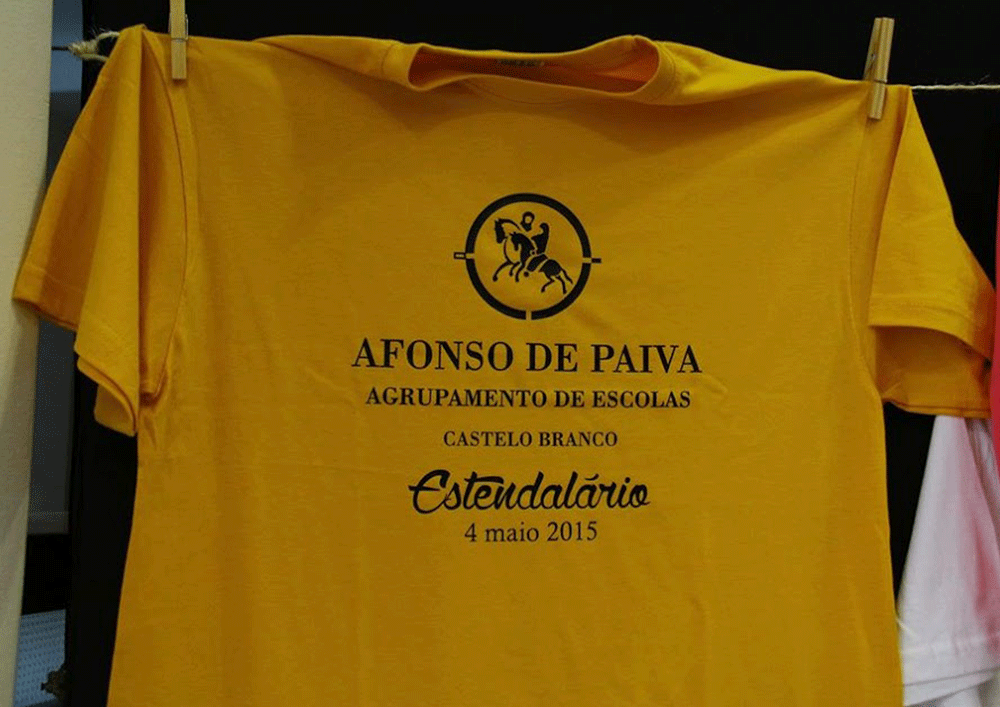 AFONSO DE PAIVA
AGRUPAMENTO DE ESCOLAS
CASTELO BRANCO
Estendalário
4 maio 2015